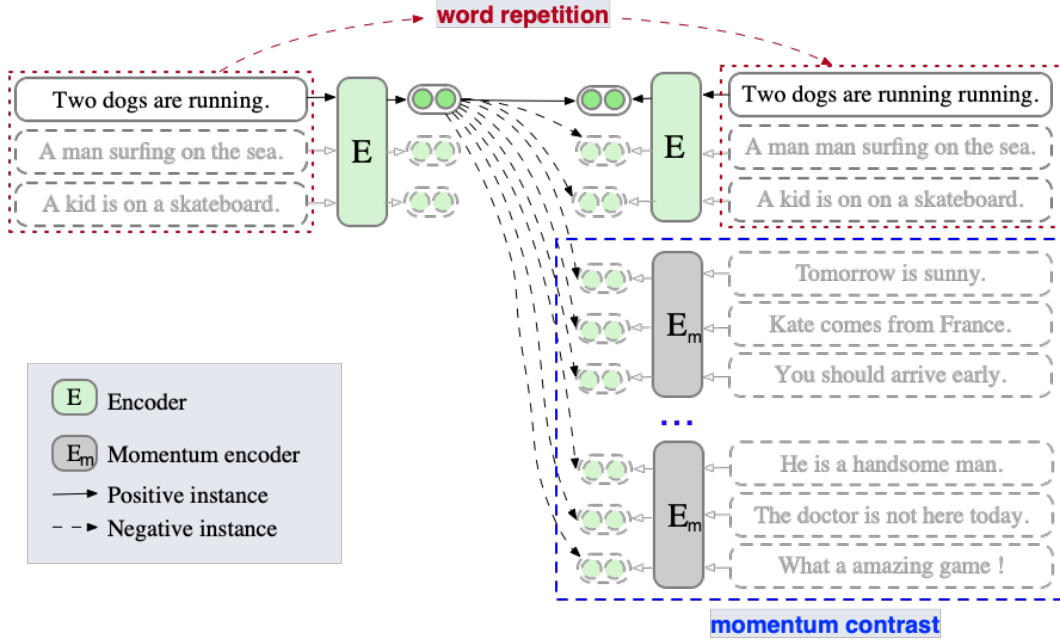 word repetition
Two dogs are running.
A man surfing on the sea.
A kid is on a skateboard.
E
E
Two dogs are running running.
A man man surfing on the sea.
A kid is on on a skateboard.
Em
Tomorrow is sunny.
Kate comes from France.
You should arrive early.
...
Em
He is a handsome man.
The doctor is not here today.
What a amazing game !
momentum contrast
E Encoder
Em Momentum encoder
Positive instance
Negative instance